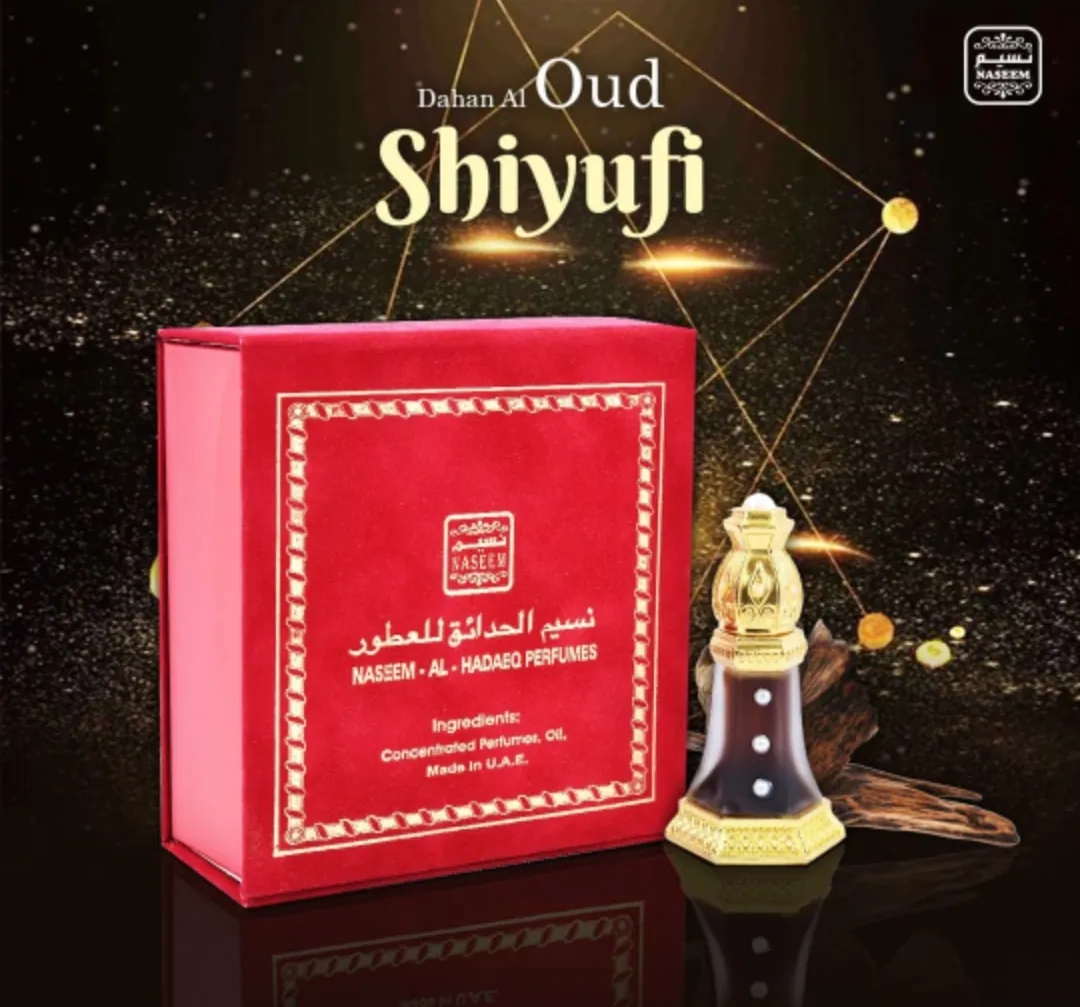 Dahan Al Oud
Shiyufi
نسيم
NASEEM
نسيم
NASEEM
نسيم الحدائق للعطور
NASEEM - AL - HADAEQ PERFUMES
Ingredients:
Concentrated Perfumes, Oil.
Made in U.A.E.